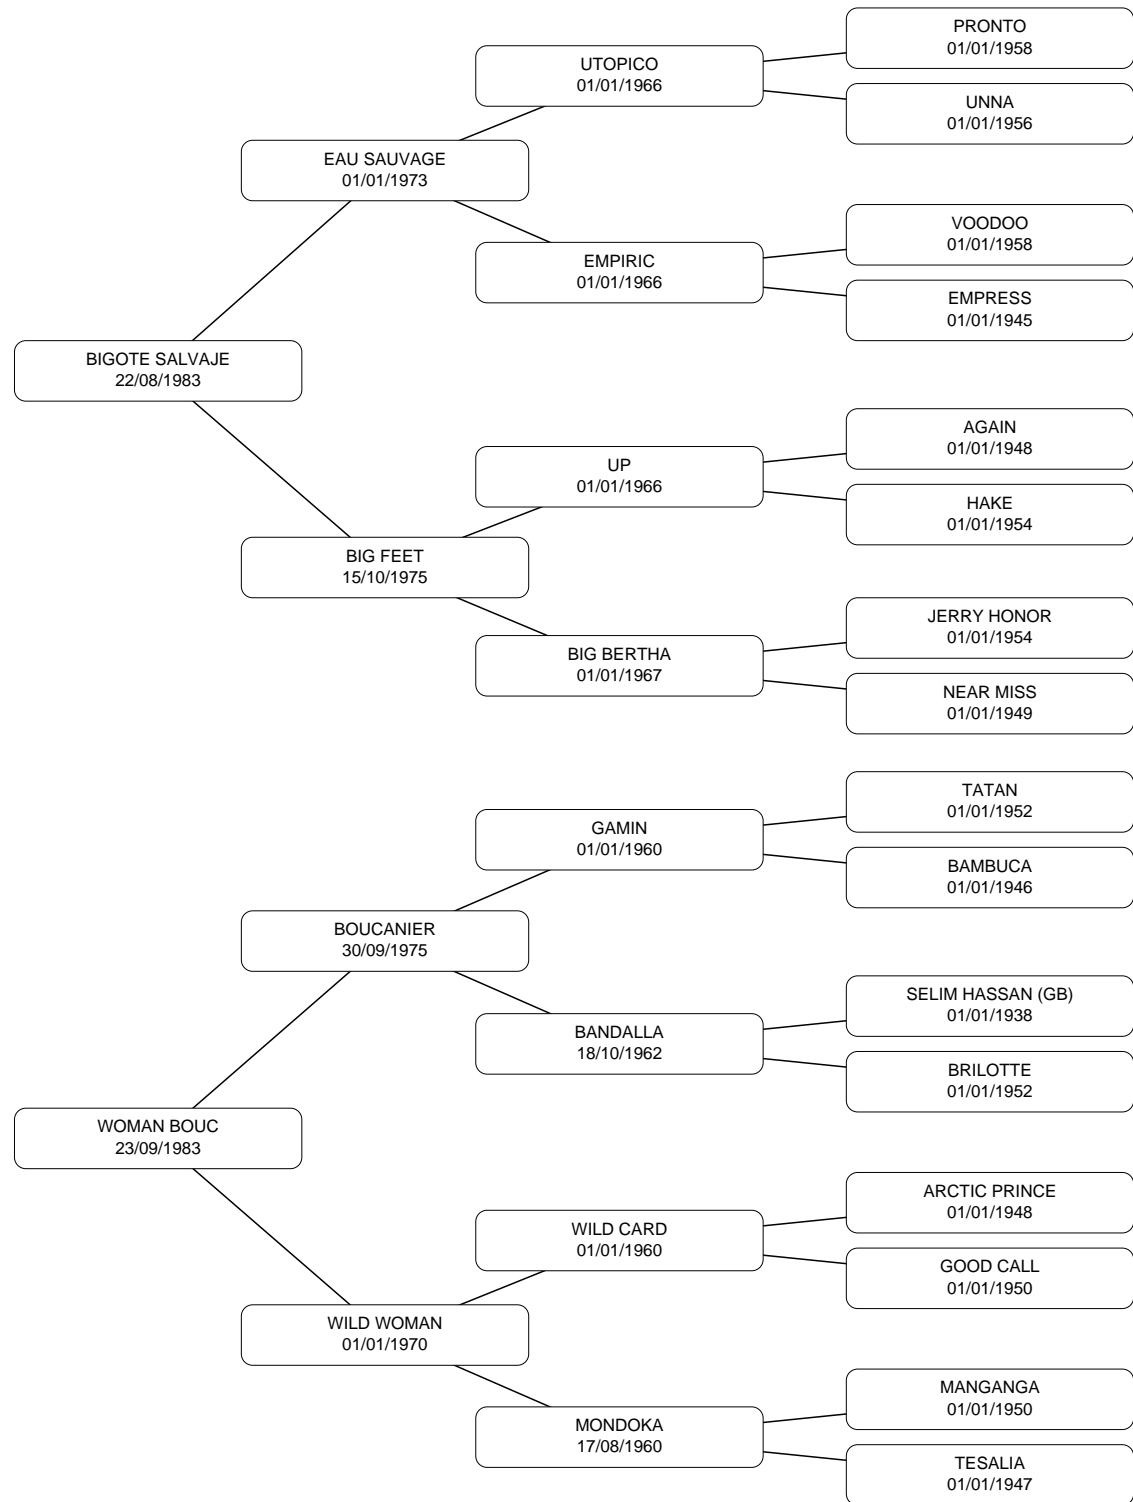 PRONTO
01/01/1958
UTOPICO
01/01/1966
UNNA
01/01/1956
EAU SAUVAGE
01/01/1973
VOODOO
01/01/1958
EMPIRIC
01/01/1966
EMPRESS
01/01/1945
BIGOTE SALVAJE
22/08/1983
AGAIN
01/01/1948
UP
01/01/1966
HAKE
01/01/1954
BIG FEET
15/10/1975
JERRY HONOR
01/01/1954
BIG BERTHA
01/01/1967
NEAR MISS
01/01/1949
TATAN
01/01/1952
GAMIN
01/01/1960
BAMBUCA
01/01/1946
BOUCANIER
30/09/1975
SELIM HASSAN (GB)
01/01/1938
BANDALLA
18/10/1962
BRILOTTE
01/01/1952
WOMAN BOUC
23/09/1983
ARCTIC PRINCE
01/01/1948
WILD CARD
01/01/1960
GOOD CALL
01/01/1950
WILD WOMAN
01/01/1970
MANGANGA
01/01/1950
MONDOKA
17/08/1960
TESALIA
01/01/1947